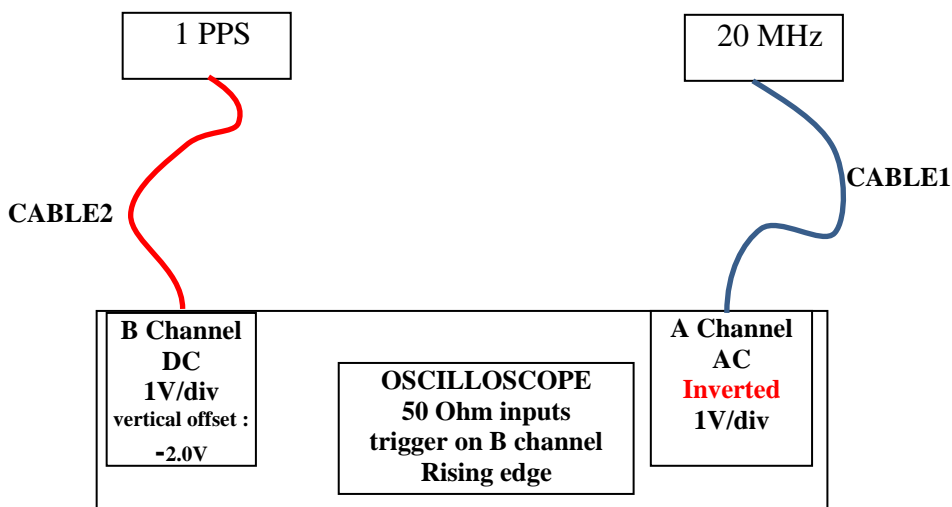 1 PPS
20 MHz
CABLE2
CABLE1
B Channel
DC
1V/div
vertical offset :
-2.0V
OSCILLOSCOPE
50 Ohm inputs
trigger on B channel
Rising edge
A Channel
AC
Inverted
1V/div